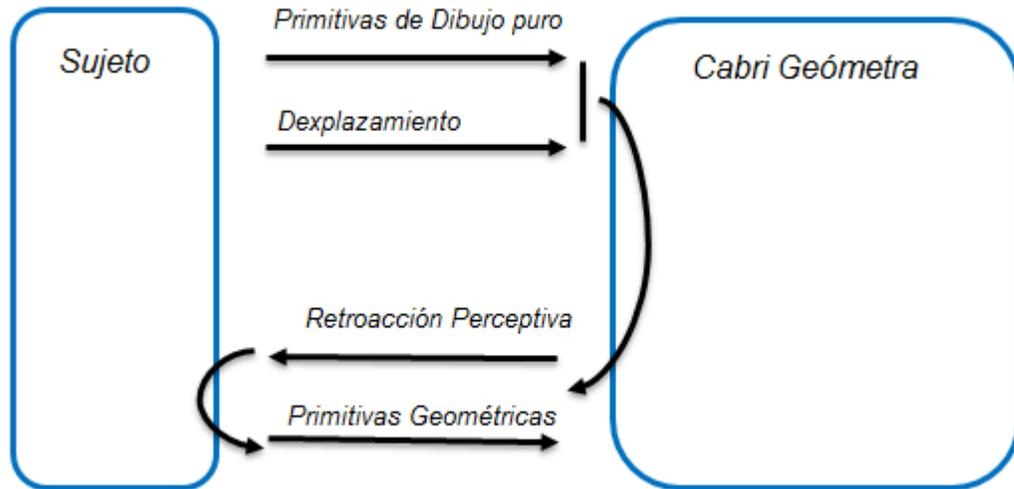 Primitivas de Dibujo puro
Sujeto
Cabri Geómetra
Dexplazamiento
Retroacción Perceptiva
Primitivas Geométricas